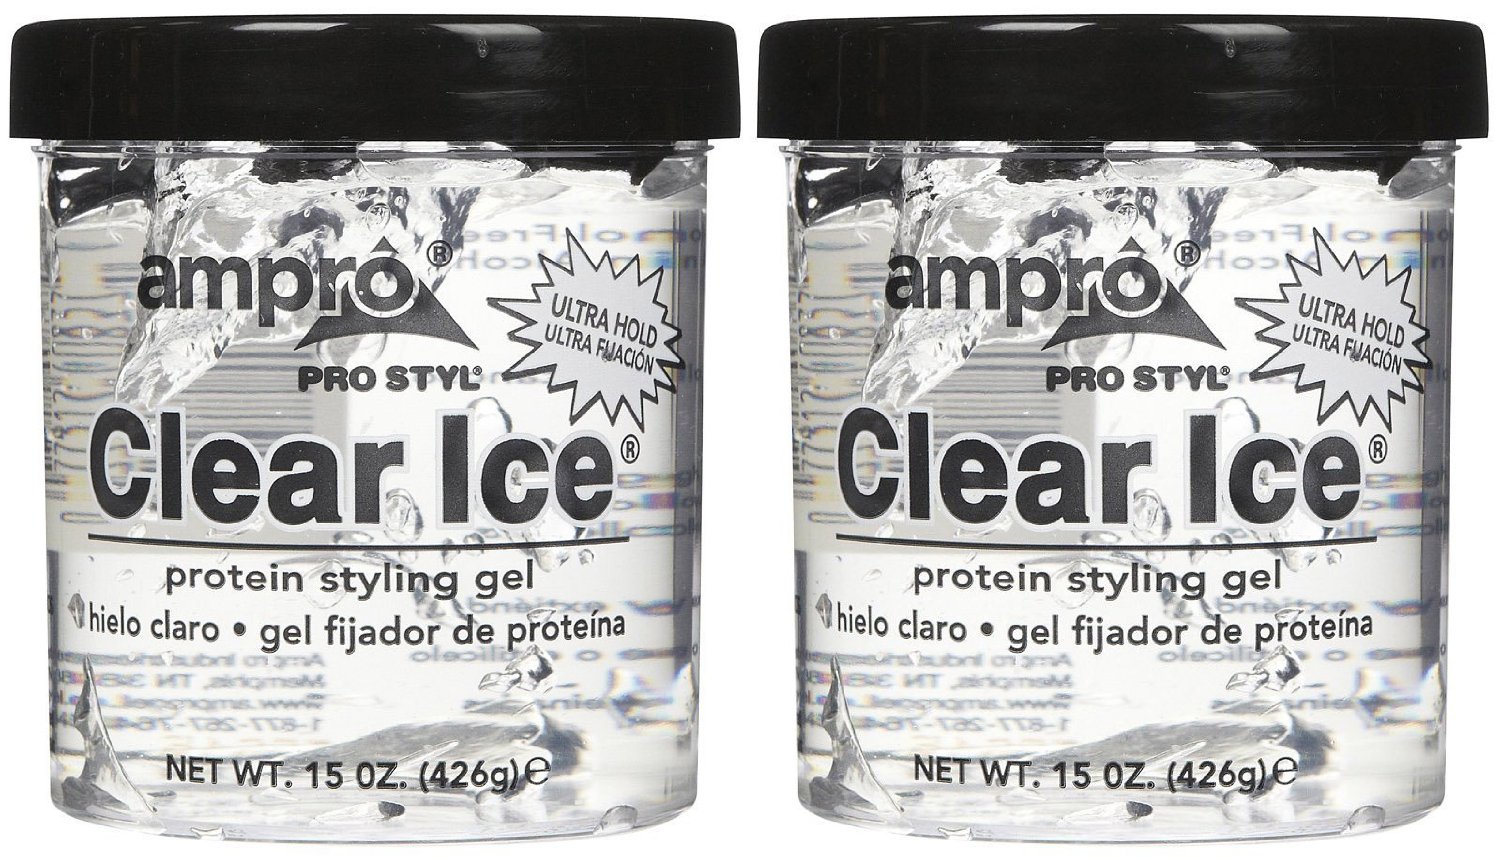 ampro®
ULTRA HOLD
ULTRA FIJACIÓN
PRO STYL®
Clear Ice®
protein styling gel
hielo claro • gel fijador de proteína
NET WT. 15 OZ. (426g) e
ampro®
ULTRA HOLD
ULTRA FIJACIÓN
PRO STYL®
Clear Ice®
protein styling gel
hielo claro • gel fijador de proteína
NET WT. 15 OZ. (426g) e